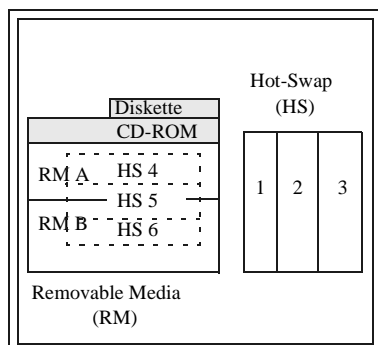 Hot-Swap
(HS)
Diskette
CD-ROM
RM A
HS 4
HS 5
RM B
HS 6
1 2 3
Removable Media
(RM)